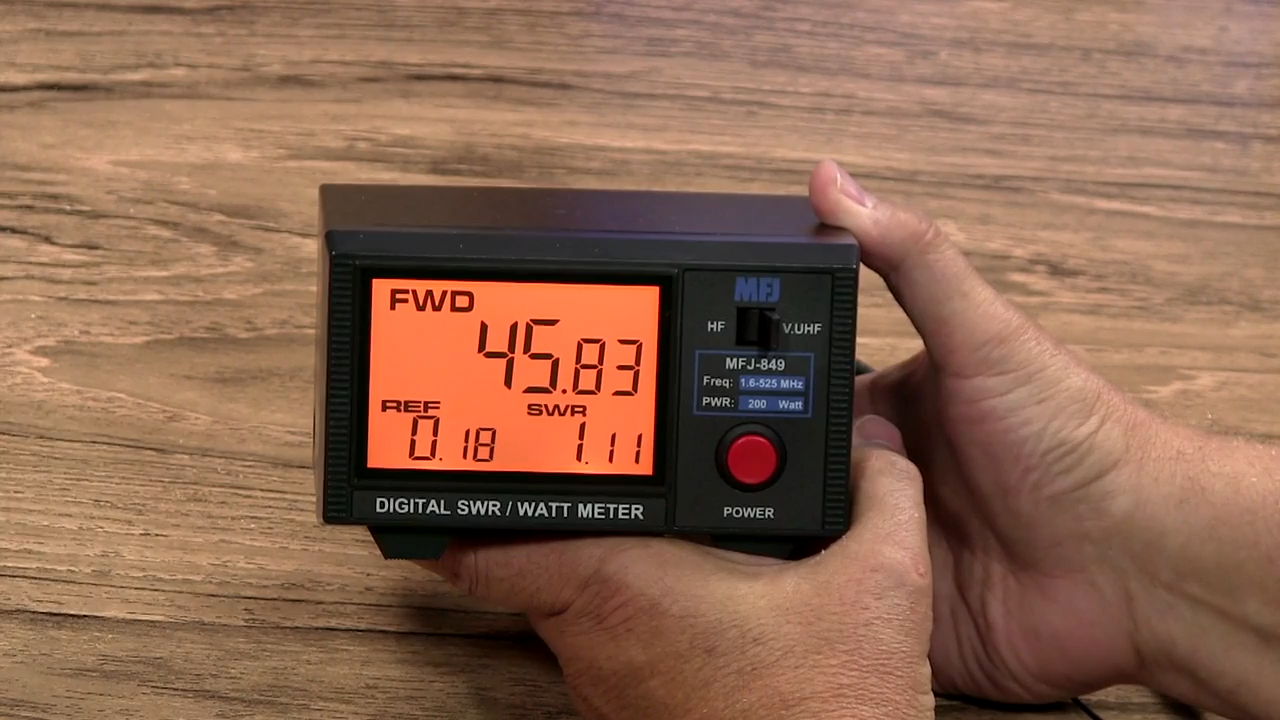 FWD
45.83
REF SWR
0.18 1.11
DIGITAL SWR / WATT METER
MFJ
HF V.UHF
MFJ-849
Freq: 1.6-525 MHz
PWR: 200 Watt
POWER